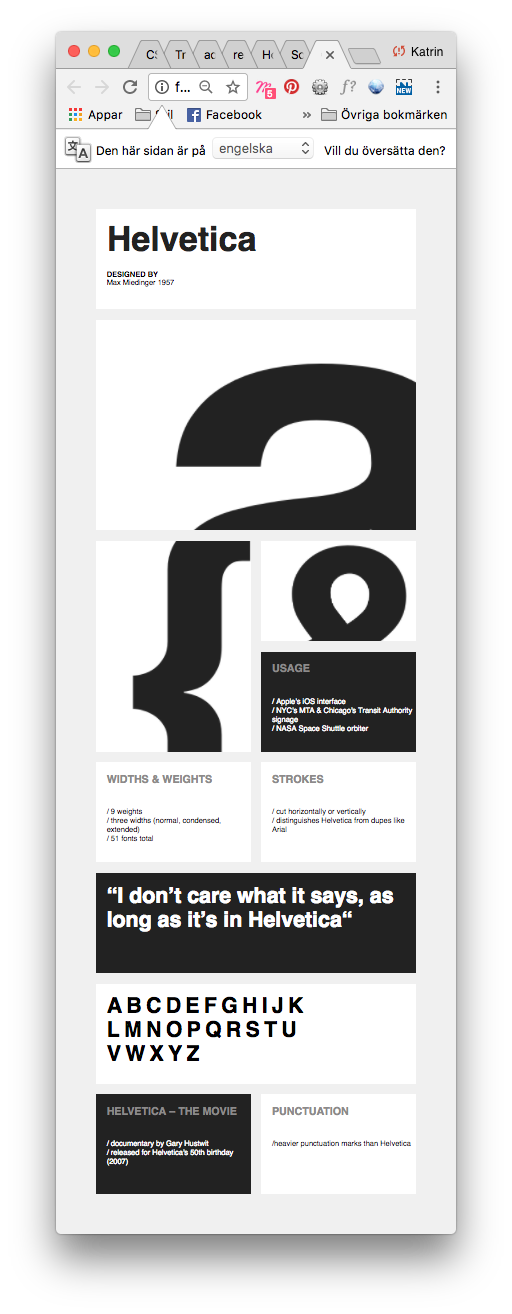 CS Tr ac re Ho Sc Katrin
f...
5
f?
NEW
Appar Facebook » Övriga bokmärken
文 A Den här sidan är på engelska Vill du översätta den?
Helvetica
DESIGNED BY
Max Miedinger 1957
a
{ &
USAGE
/ Apple's iOS interface
/ NYC's MTA & Chicago's Transit Authority
signage
/ NASA Space Shuttle orbiter
WIDTHS & WEIGHTS
/ 9 weights
/ three widths (normal, condensed,
extended)
/ 51 fonts total
STROKES
/ cut horizontally or vertically
/ distinguishes Helvetica from dupes like
Arial
“I don’t care what it says, as
long as it’s in Helvetica“
A B C D E F G H I J K
L M N O P Q R S T U
V W X Y Z
HELVETICA – THE MOVIE
/ documentary by Gary Hustwit
/ released for Helvetica's 50th birthday
(2007)
PUNCTUATION
/heavier punctuation marks than Helvetica